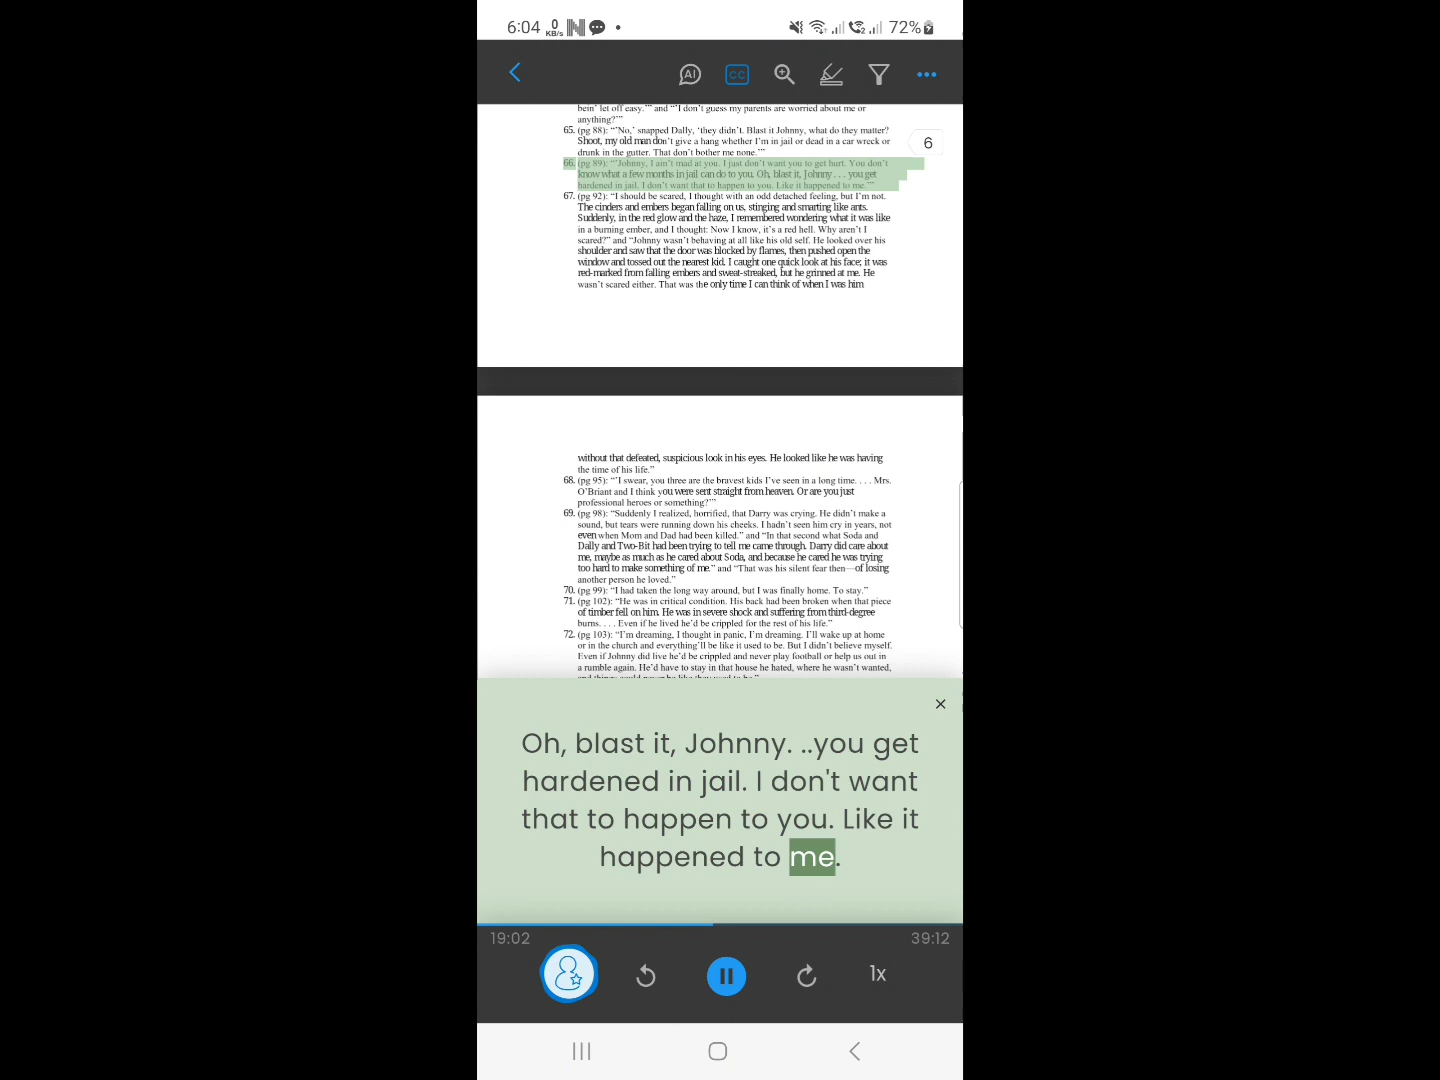 6:04 0 KB/s 72%
AI CC
bein' let off easy.'" and "'I don't guess my parents are worried about me or
anything?'"
65. (pg 88): "'No,' snapped Dally, 'they didn't. Blast it Johnny, what do they matter?
Shoot, my old man don't give a hang whether I'm in jail or dead in a car wreck or
drunk in the gutter. That don't bother me none.'"
6
66. (pg 89): "'Johnny, I ain't mad at you. I just don't want you to get hurt. You don't
know what a few months in jail can do to you. Oh, blast it, Johnny . . . you get
hardened in jail. I don't want that to happen to you. Like it happened to me.'"
67. (pg 92): "I should be scared, I thought with an odd detached feeling, but I'm not.
The cinders and embers began falling on us, stinging and smarting like ants.
Suddenly, in the red glow and the haze, I remembered wondering what it was like
in a burning ember, and I thought: Now I know, it's a red hell. Why aren't I
scared?" and "Johnny wasn't behaving at all like his old self. He looked over his
shoulder and saw that the door was blocked by flames, then pushed open the
window and tossed out the nearest kid. I caught one quick look at his face; it was
red-marked from falling embers and sweat-streaked, but he grinned at me. He
wasn't scared either. That was the only time I can think of when I was him
without that defeated, suspicious look in his eyes. He looked like he was having
the time of his life."
68. (pg 95): "'I swear, you three are the bravest kids I've seen in a long time. . . . Mrs.
O'Briant and I think you were sent straight from heaven. Or are you just
professional heroes or something?'"
69. (pg 98): "Suddenly I realized, horrified, that Darry was crying. He didn't make a
sound, but tears were running down his cheeks. I hadn't seen him cry in years, not
even when Mom and Dad had been killed." and "In that second what Soda and
Dally and Two-Bit had been trying to tell me came through. Darry did care about
me, maybe as much as he cared about Soda, and because he cared he was trying
too hard to make something of me." and "That was his silent fear then—of losing
another person he loved."
70. (pg 99): "I had taken the long way around, but I was finally home. To stay."
71. (pg 102): "He was in critical condition. His back had been broken when that piece
of timber fell on him. He was in severe shock and suffering from third-degree
burns. . . . Even if he lived he'd be crippled for the rest of his life."
72. (pg 103): "I'm dreaming, I thought in panic, I'm dreaming. I'll wake up at home
or in the church and everything'll be like it used to be. But I didn't believe myself.
Even if Johnny did live he'd be crippled and never play football or help us out in
a rumble again. He'd have to stay in that house he hated, where he wasn't wanted,
and things could never be like they used to be."
Oh, blast it, Johnny. ..you get
hardened in jail. I don't want
that to happen to you. Like it
happened to me.
19:02 39:12
1x